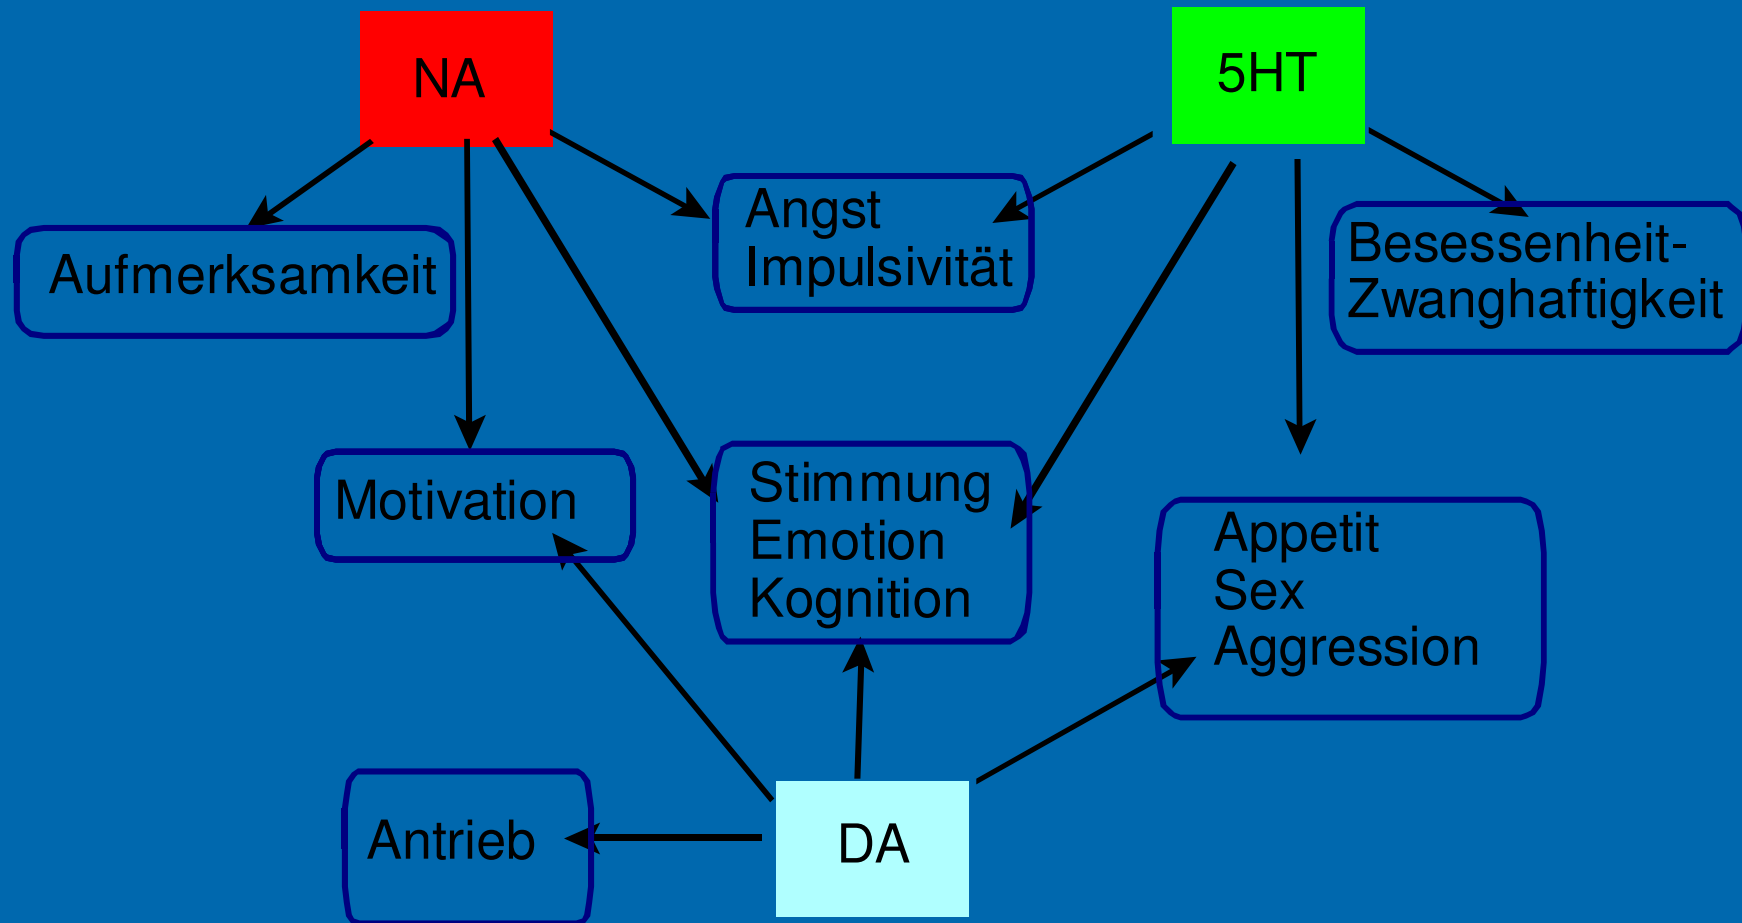 NA
5HT
Angst
Impulsivität
Aufmerksamkeit
Besessenheit-
Zwanghaftigkeit
Motivation
Stimmung
Emotion
Kognition
Appetit
Sex
Aggression
Antrieb
DA